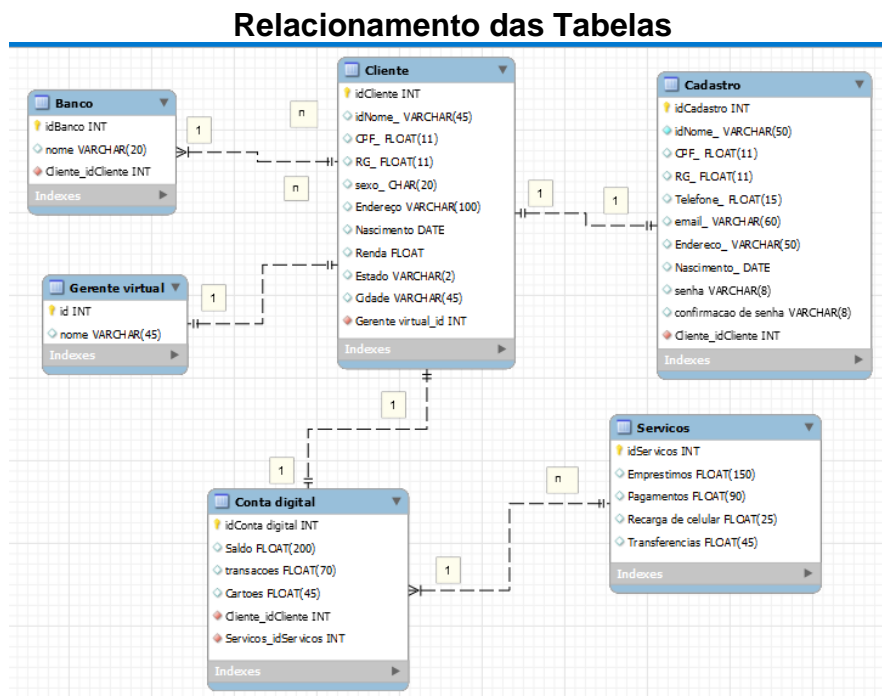 Relacionamento das Tabelas
Banco
idBanco INT
nome VARCHAR(20)
Cliente_idCliente INT
Indexes
1
n
n
Cliente
idCliente INT
idNome_ VARCHAR(45)
CPF_ FLOAT(11)
RG_ FLOAT(11)
sexo_ CHAR(20)
Endereço VARCHAR(100)
Nascimento DATE
Renda FLOAT
Estado VARCHAR(2)
Cidade VARCHAR(45)
Gerente virtual_id INT
Indexes
1
1
Cadastro
idCadastro INT
idNome_ VARCHAR(50)
CPF_ FLOAT(11)
RG_ FLOAT(11)
Telefone_ FLOAT(15)
email_ VARCHAR(60)
Endereco_ VARCHAR(50)
Nascimento_ DATE
senha VARCHAR(8)
confirmacao de senha VARCHAR(8)
Cliente_idCliente INT
Indexes
Gerente virtual
id INT
nome VARCHAR(45)
Indexes
1
1
1
Conta digital
idConta digital INT
Saldo FLOAT(200)
transacoes FLOAT(70)
Cartoes FLOAT(45)
Cliente_idCliente INT
Servicos_idServicos INT
Indexes
1
n
Servicos
idServicos INT
Emprestimos FLOAT(150)
Pagamentos FLOAT(90)
Recarga de celular FLOAT(25)
Transferencias FLOAT(45)
Indexes